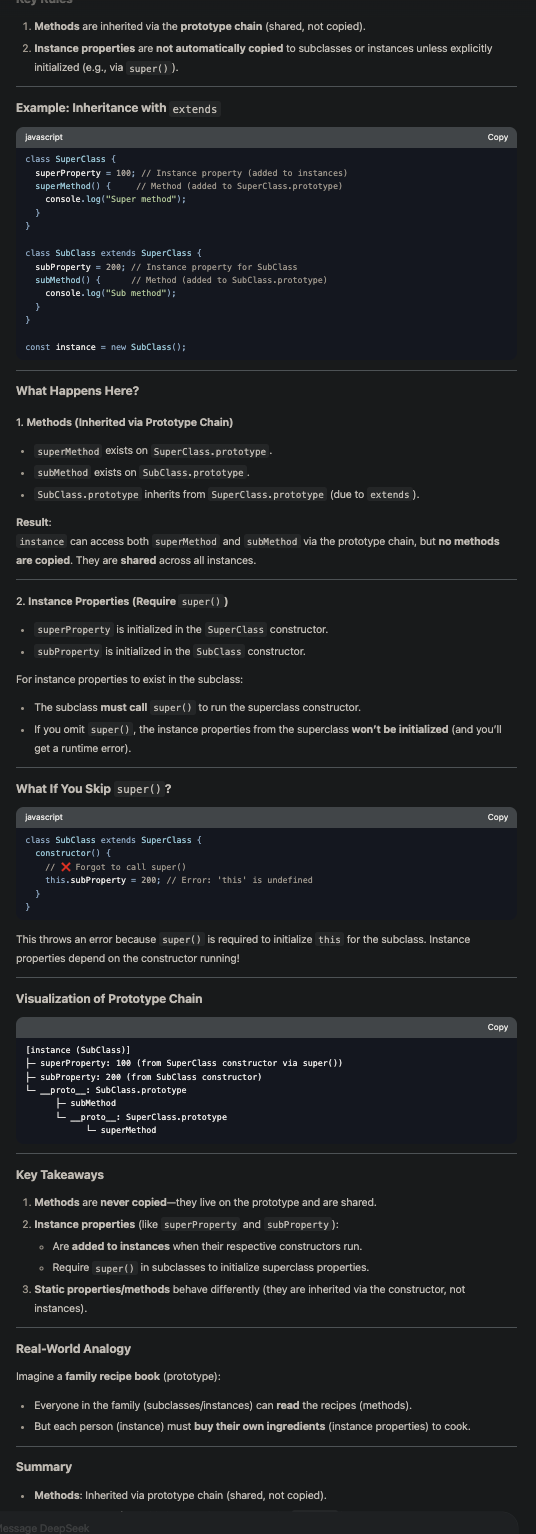 Key Rules
1. Methods are inherited via the prototype chain (shared, not copied).
2. Instance properties are not automatically copied to subclasses or instances unless explicitly
initialized (e.g., via super() ).
Example: Inheritance with extends
javascript Copy
class SuperClass {
superProperty = 100; // Instance property (added to instances)
superMethod() { // Method (added to SuperClass.prototype)
console.log("Super method");
}
}
class SubClass extends SuperClass {
subProperty = 200; // Instance property for SubClass
subMethod() { // Method (added to SubClass.prototype)
console.log("Sub method");
}
}
const instance = new SubClass();
What Happens Here?
1. Methods (Inherited via Prototype Chain)
• superMethod exists on SuperClass.prototype .
• subMethod exists on SubClass.prototype .
• SubClass.prototype inherits from SuperClass.prototype (due to extends ).
Result:
instance can access both superMethod and subMethod via the prototype chain, but no methods
are copied. They are shared across all instances.
2. Instance Properties (Require super() )
• superProperty is initialized in the SuperClass constructor.
• subProperty is initialized in the SubClass constructor.
For instance properties to exist in the subclass:
• The subclass must call super() to run the superclass constructor.
• If you omit super() , the instance properties from the superclass won't be initialized (and you'll
get a runtime error).
What If You Skip super() ?
javascript Copy
class SubClass extends SuperClass {
constructor() {
// ❌ Forgot to call super()
this.subProperty = 200; // Error: 'this' is undefined
}
}
This throws an error because super() is required to initialize this for the subclass. Instance
properties depend on the constructor running!
Visualization of Prototype Chain
Copy
[instance (SubClass)]
├─ superProperty: 100 (from SuperClass constructor via super())
├─ subProperty: 200 (from SubClass constructor)
└─ __proto__: SubClass.prototype
├─ subMethod
└─ __proto__: SuperClass.prototype
└─ superMethod
Key Takeaways
1. Methods are never copied—they live on the prototype and are shared.
2. Instance properties (like superProperty and subProperty ):
○ Are added to instances when their respective constructors run.
○ Require super() in subclasses to initialize superclass properties.
3. Static properties/methods behave differently (they are inherited via the constructor, not
instances).
Real-World Analogy
Imagine a family recipe book (prototype):
• Everyone in the family (subclasses/instances) can read the recipes (methods).
• But each person (instance) must buy their own ingredients (instance properties) to cook.
Summary
• Methods: Inherited via prototype chain (shared, not copied).
Message DeepSeek